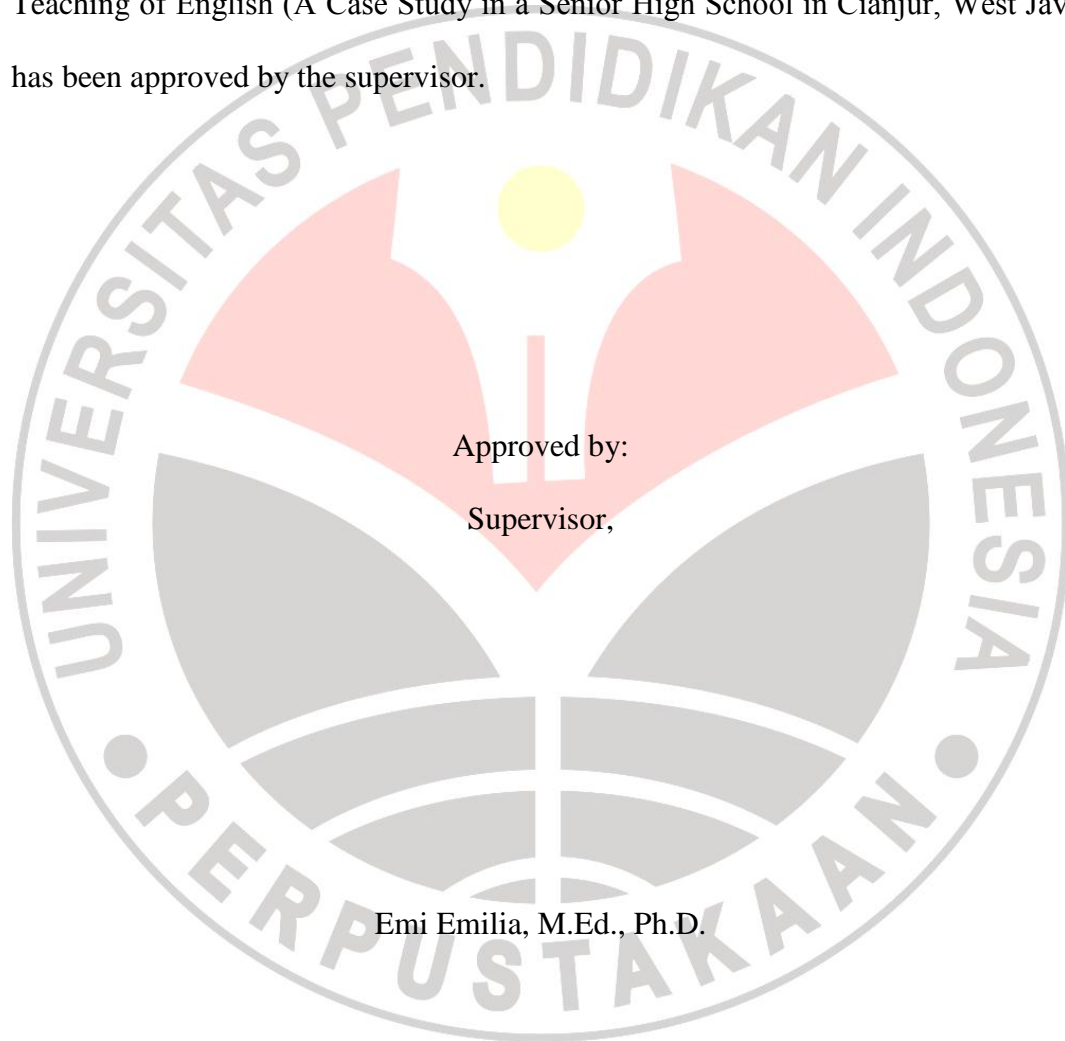 Teaching of English (A Case Study in a Senior High School in Cianjur, West Jav
has been approved by the supervisor.
UNIVERSITAS PENDIDIKAN INDONESIA
Approved by:
Supervisor,
Emi Emilia, M.Ed., Ph.D.
PERPUSTAKAAN